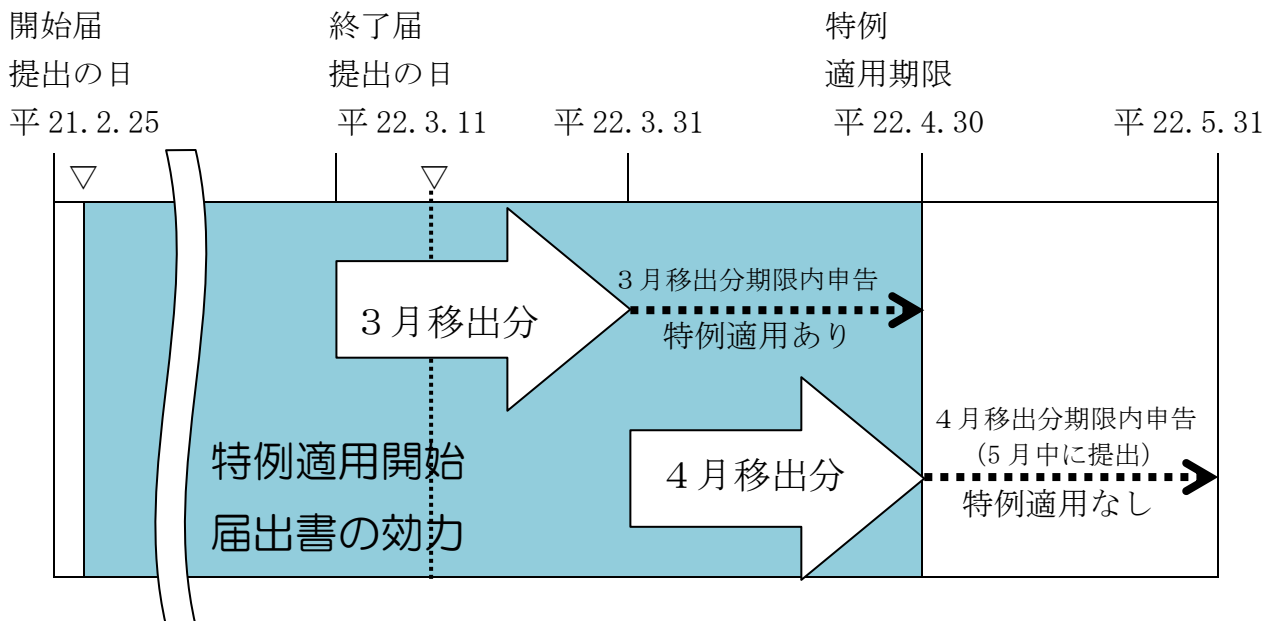 開始届
提出の日
平 21.2.25
終了届
提出の日
平 22.3.11
平 22.3.31
特例
適用期限
平 22.4.30
平 22.5.31
▽
▽
３月移出分
３月移出分期限内申告
特例適用あり
特例適用開始
届出書の効力
４月移出分
４月移出分期限内申告
（5 月中に提出）
特例適用なし